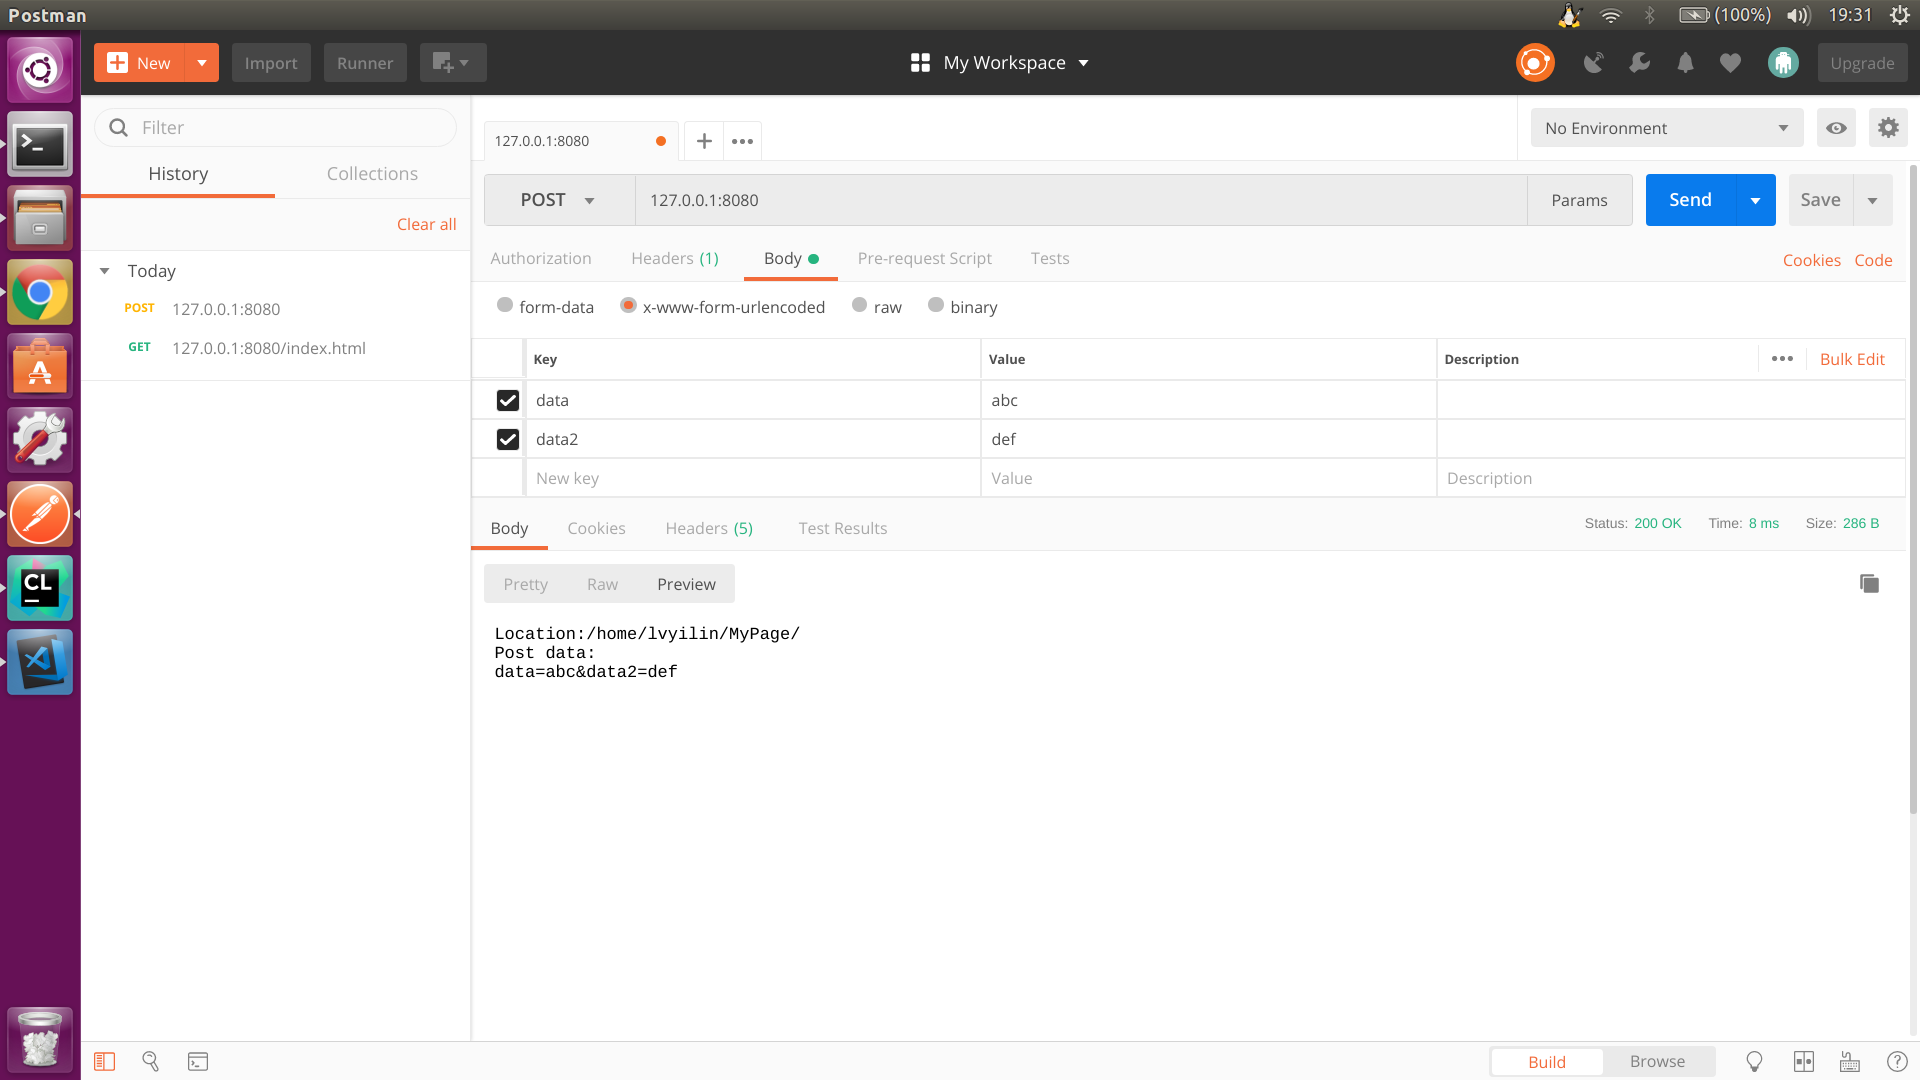 Postman
(100%) 19:31
New Import Runner My Workspace Upgrade
Filter
History Collections
Clear all
Today
POST 127.0.0.1:8080
GET 127.0.0.1:8080/index.html
127.0.0.1:8080
No Environment
POST 127.0.0.1:8080 Params Send Save
Authorization Headers (1) Body Pre-request Script Tests Cookies Code
form-data x-www-form-urlencoded raw binary
Key Value Description Bulk Edit
data abc
data2 def
New key Value Description
Body Cookies Headers (5) Test Results Status: 200 OK Time: 8 ms Size: 286 B
Pretty Raw Preview
Location:/home/lvyilin/MyPage/
Post data:
data=abc&data2=def
CL
Build Browse